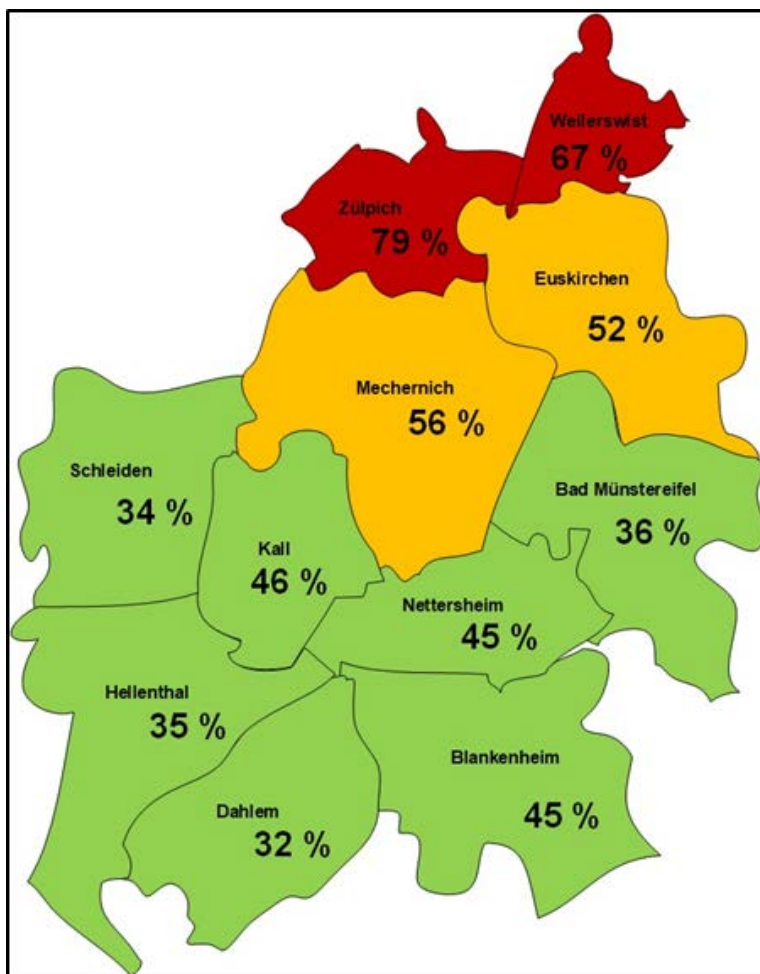 Weilerswist
67 %
Zülpich
79 %
Euskirchen
52 %
Mechernich
56 %
Schleiden
34 %
Bad Münstereifel
36 %
Kall
46 %
Nettersheim
45 %
Hellenthal
35 %
Blankenheim
45 %
Dahlem
32 %